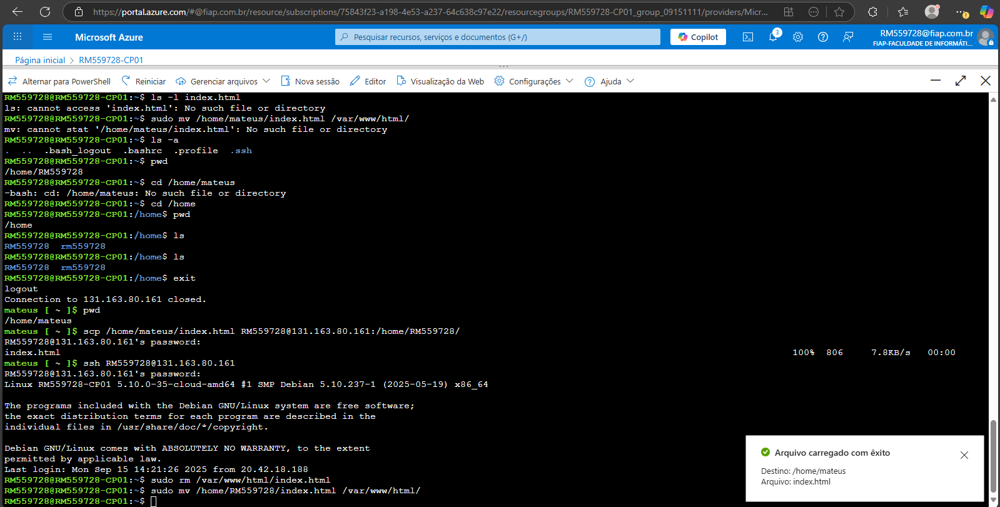 https://portal.azure.com/#@fiap.com.br/resource/subscriptions/75843f23-a198-4e53-a237-64c638c97e22/resourcegroups/RM559728-CP01_group_09151111/providers/Micr...
Microsoft Azure
Pesquisar recursos, serviços e documentos (G+/)
Copilot
3
RM559728@fiap.com.br
FIAP-FACULDADE DE INFORMÁTI...
Página inicial > RM559728-CP01
Alternar para PowerShell Reiniciar Gerenciar arquivos Nova sessão Editor Visualização da Web Configurações Ajuda
RM559728@RM559728-CP01:~$ ls -l index.html
ls: cannot access 'index.html': No such file or directory
RM559728@RM559728-CP01:~$ sudo mv /home/mateus/index.html /var/www/html/
mv: cannot stat '/home/mateus/index.html': No such file or directory
RM559728@RM559728-CP01:~$ ls -a
.  ..  .bash_logout  .bashrc  .profile  .ssh
RM559728@RM559728-CP01:~$ pwd
/home/RM559728
RM559728@RM559728-CP01:~$ cd /home/mateus
-bash: cd: /home/mateus: No such file or directory
RM559728@RM559728-CP01:~$ cd /home
RM559728@RM559728-CP01:/home$ pwd
/home
RM559728@RM559728-CP01:/home$ ls
RM559728  rm559728
RM559728@RM559728-CP01:/home$ ls
RM559728  rm559728
RM559728@RM559728-CP01:/home$ exit
logout
Connection to 131.163.80.161 closed.
mateus [ ~ ]$ pwd
/home/mateus
mateus [ ~ ]$ scp /home/mateus/index.html RM559728@131.163.80.161:/home/RM559728/
RM559728@131.163.80.161's password:
index.html 100% 806 7.8KB/s 00:00
mateus [ ~ ]$ ssh RM559728@131.163.80.161
RM559728@131.163.80.161's password:
Linux RM559728-CP01 5.10.0-35-cloud-amd64 #1 SMP Debian 5.10.237-1 (2025-05-19) x86_64
The programs included with the Debian GNU/Linux system are free software;
the exact distribution terms for each program are described in the
individual files in /usr/share/doc/*/copyright.
Debian GNU/Linux comes with ABSOLUTELY NO WARRANTY, to the extent
permitted by applicable law.
Last login: Mon Sep 15 14:21:26 2025 from 20.42.18.188
RM559728@RM559728-CP01:~$ sudo rm /var/www/html/index.html
RM559728@RM559728-CP01:~$ sudo mv /home/RM559728/index.html /var/www/html/
RM559728@RM559728-CP01:~$
Arquivo carregado com êxito
Destino: /home/mateus
Arquivo: index.html